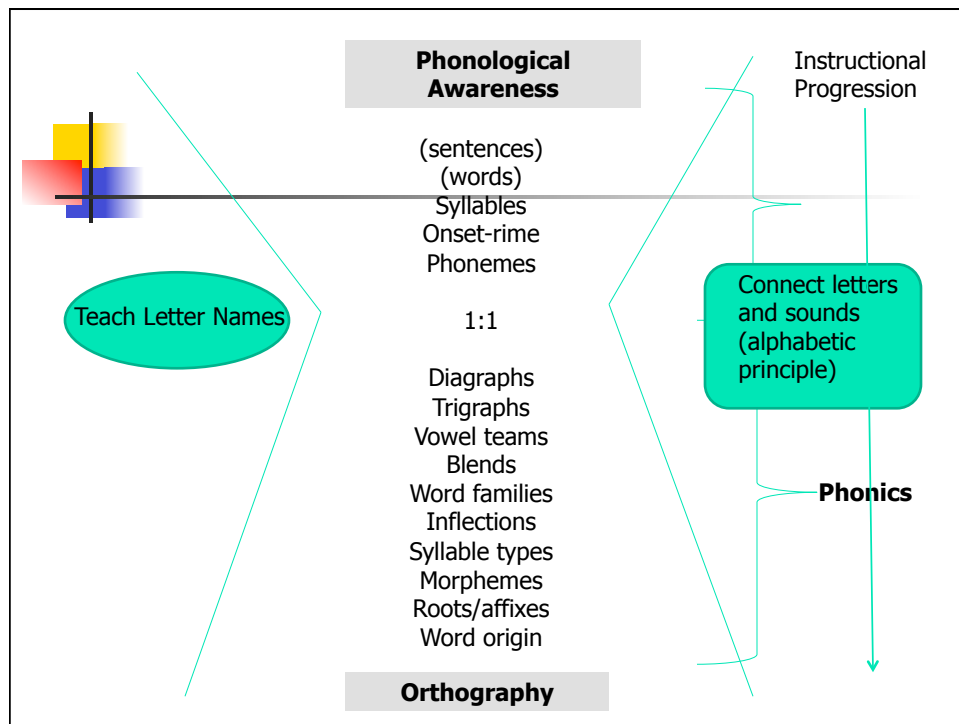 Phonological
Awareness
Instructional
Progression
(sentences)
(words)
Syllables
Onset-rime
Phonemes
Teach Letter Names
1:1
Connect letters
and sounds
(alphabetic
principle)
Diagraphs
Trigraphs
Vowel teams
Blends
Word families
Inflections
Syllable types
Morphemes
Roots/affixes
Word origin
Phonics
Orthography